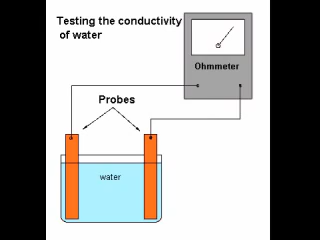 Testing the conductivity
of water
Ohmmeter
Probes
water